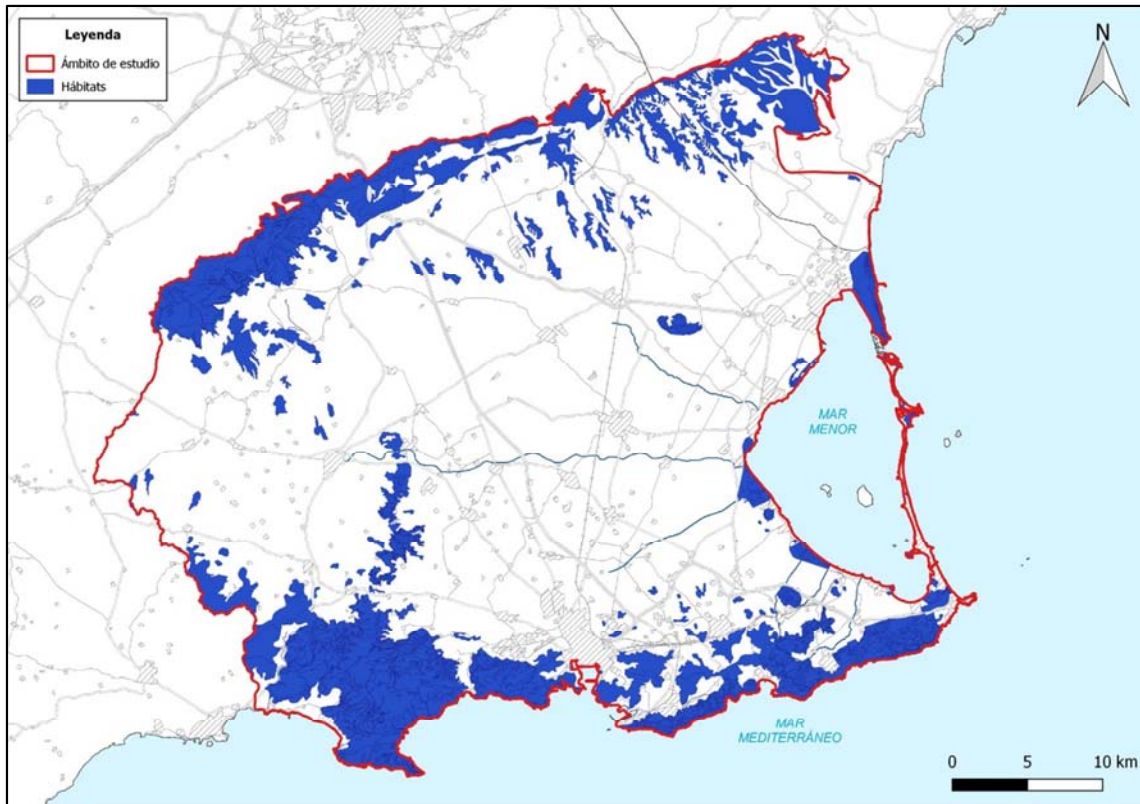 Leyenda
Ámbito de estudio
Hábitats
N
MAR
MENOR
MAR
MEDITERRÁNEO
0 5 10 km